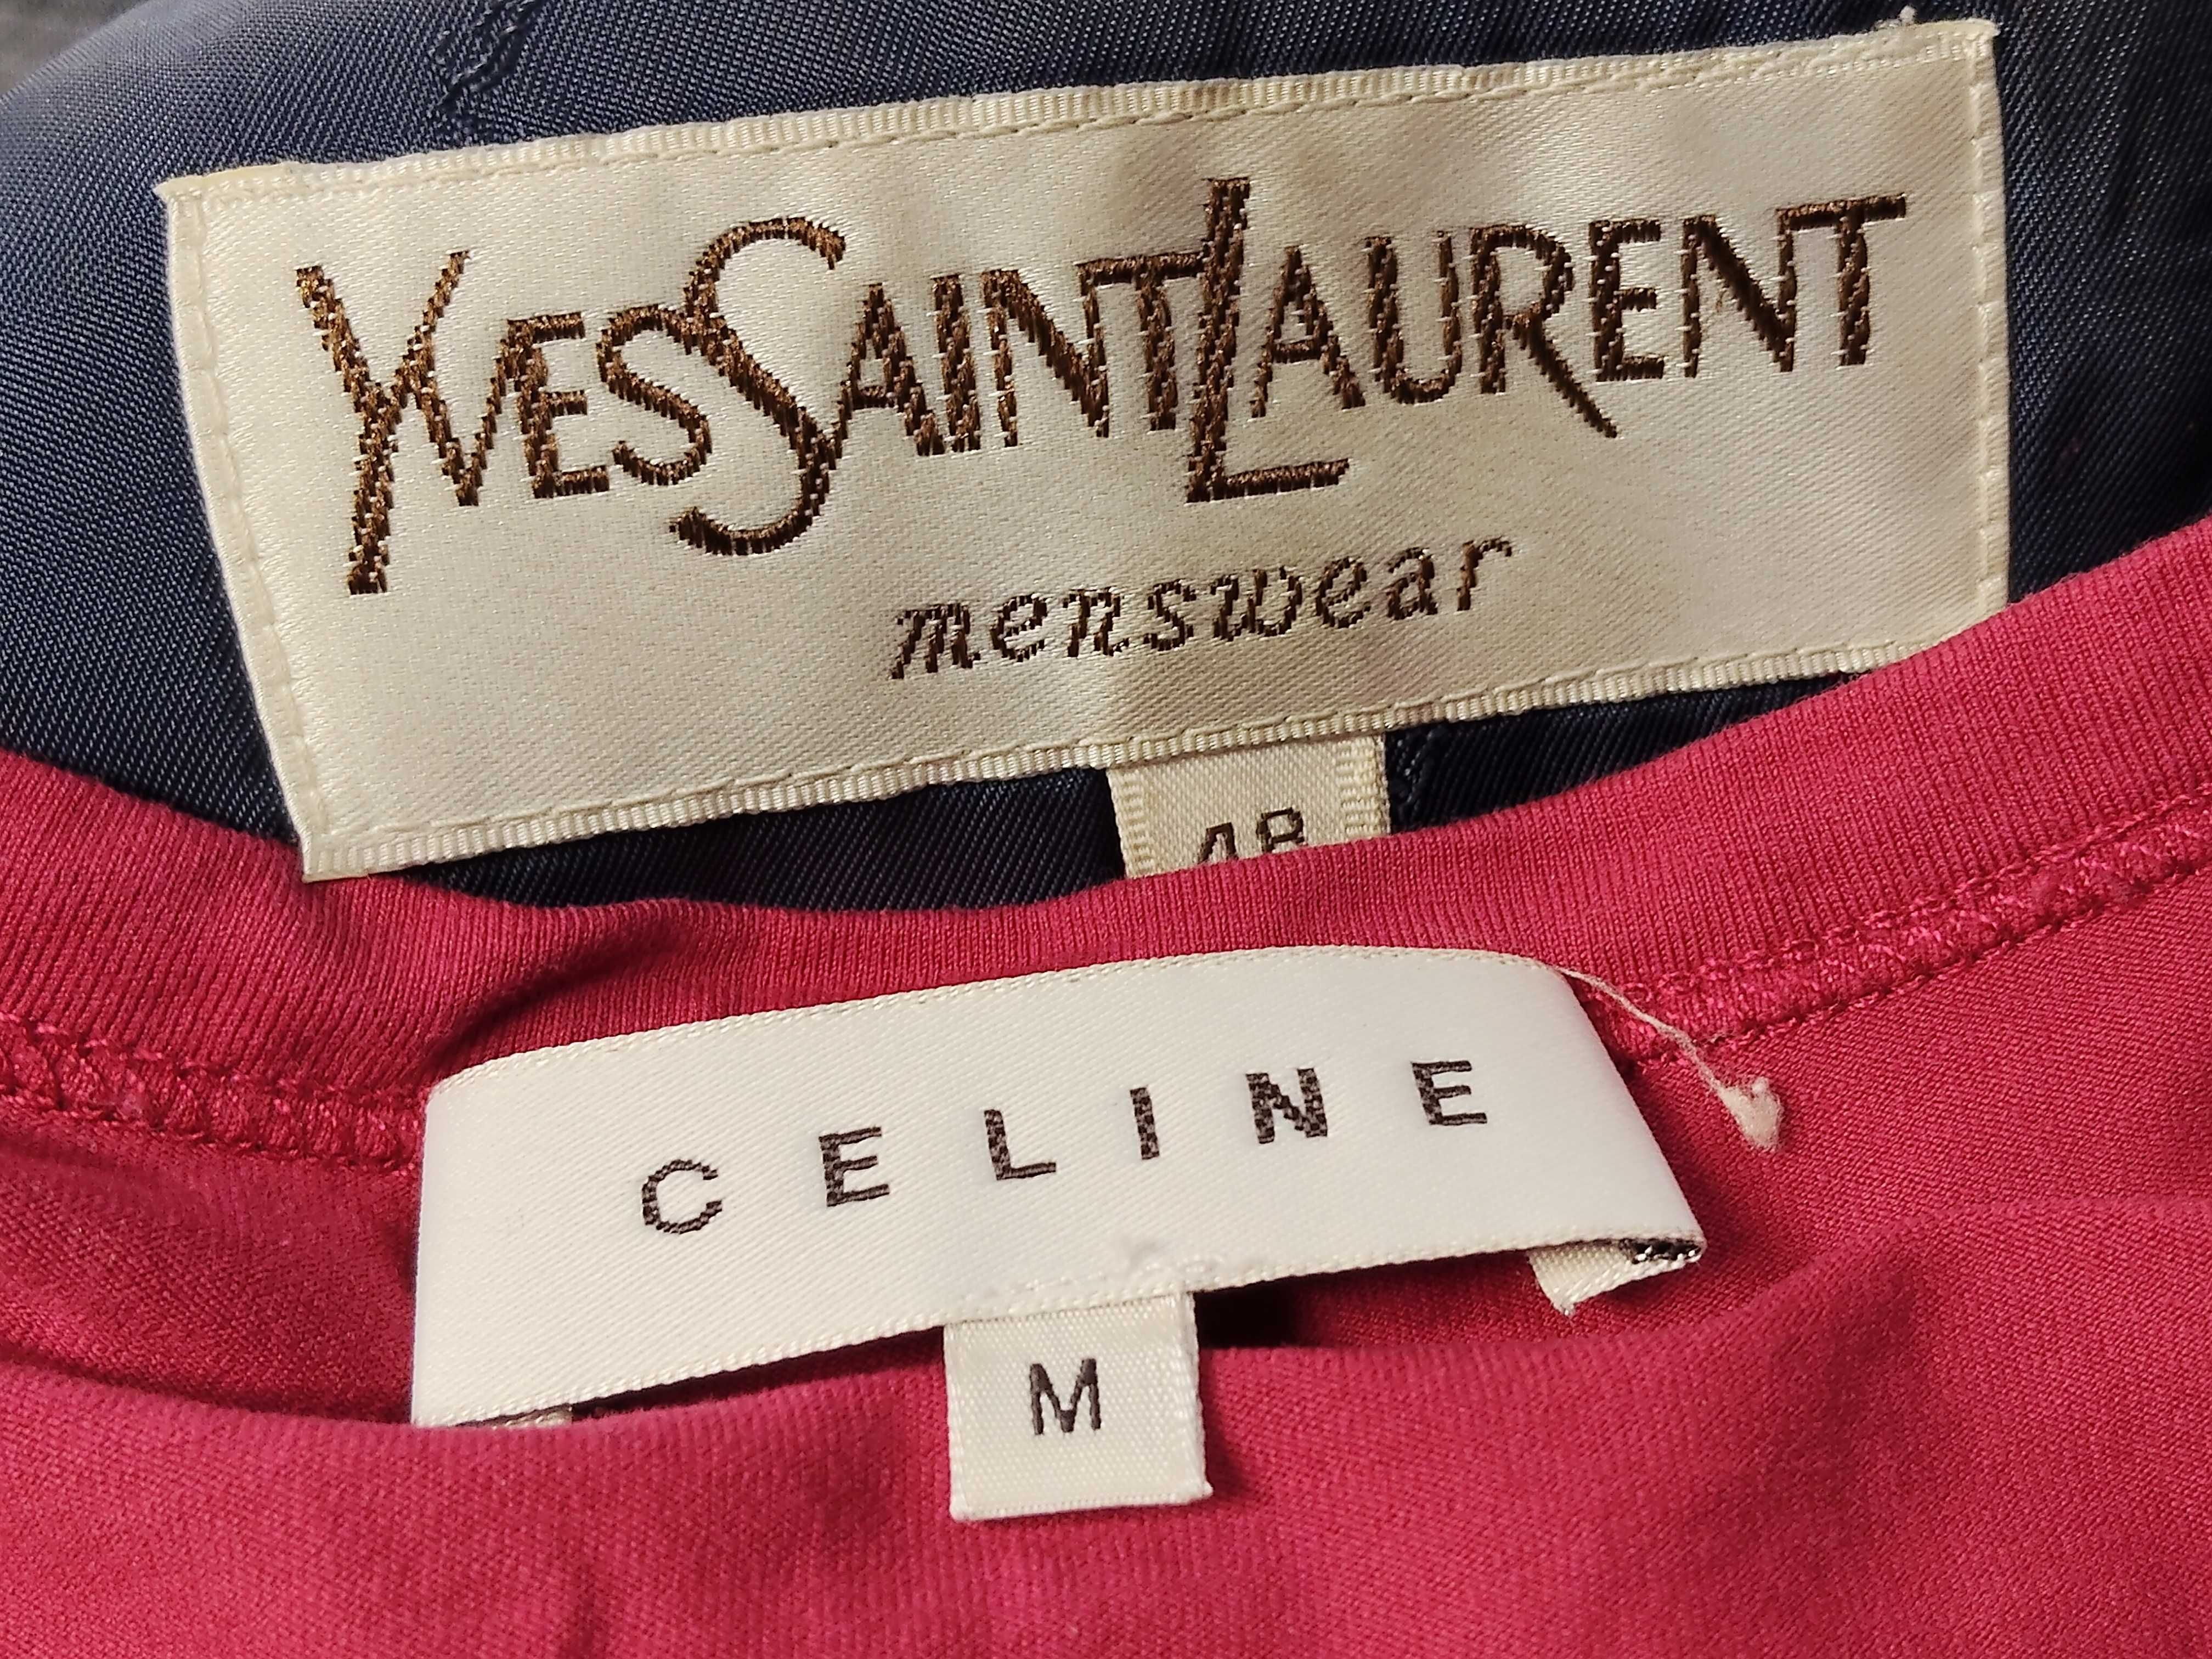 YVESSAINTLAURENT
menswear
48
CELINE
M